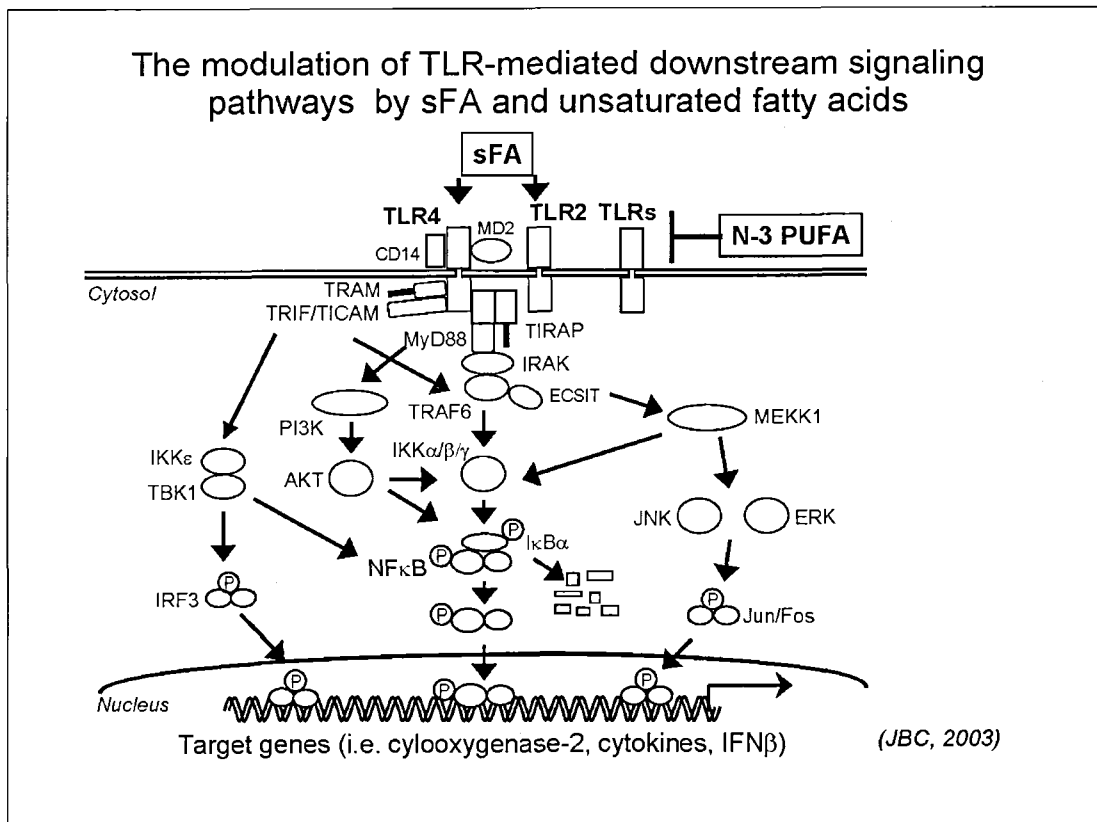 The modulation of TLR-mediated downstream signaling
pathways by sFA and unsaturated fatty acids
sFA
TLR4
MD2
TLR2 TLRs
CD14
N-3 PUFA
Cytosol
TRAM
TRIF/TICAM
MyD88
TIRAP
IRAK
ECSIT
TRAF6
MEKK1
PI3K
IKKα/β/γ
IKKε
TBK1
AKT
JNK
ERK
P
IκBα
NFκB
P
P
IRF3
P
P
Jun/Fos
P
P
P
Nucleus
Target genes (i.e. cylooxygenase-2, cytokines, IFNβ)
(JBC, 2003)